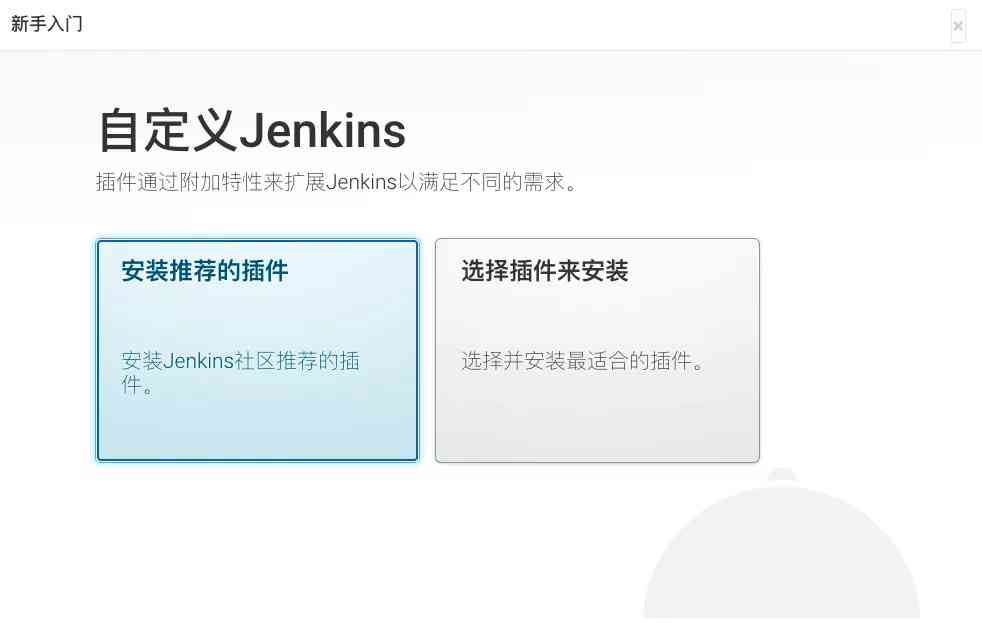 新手入门
×
自定义Jenkins
插件通过附加特性来扩展Jenkins以满足不同的需求。
安装推荐的插件
安装Jenkins社区推荐的插
件。
选择插件来安装
选择并安装最适合的插件。